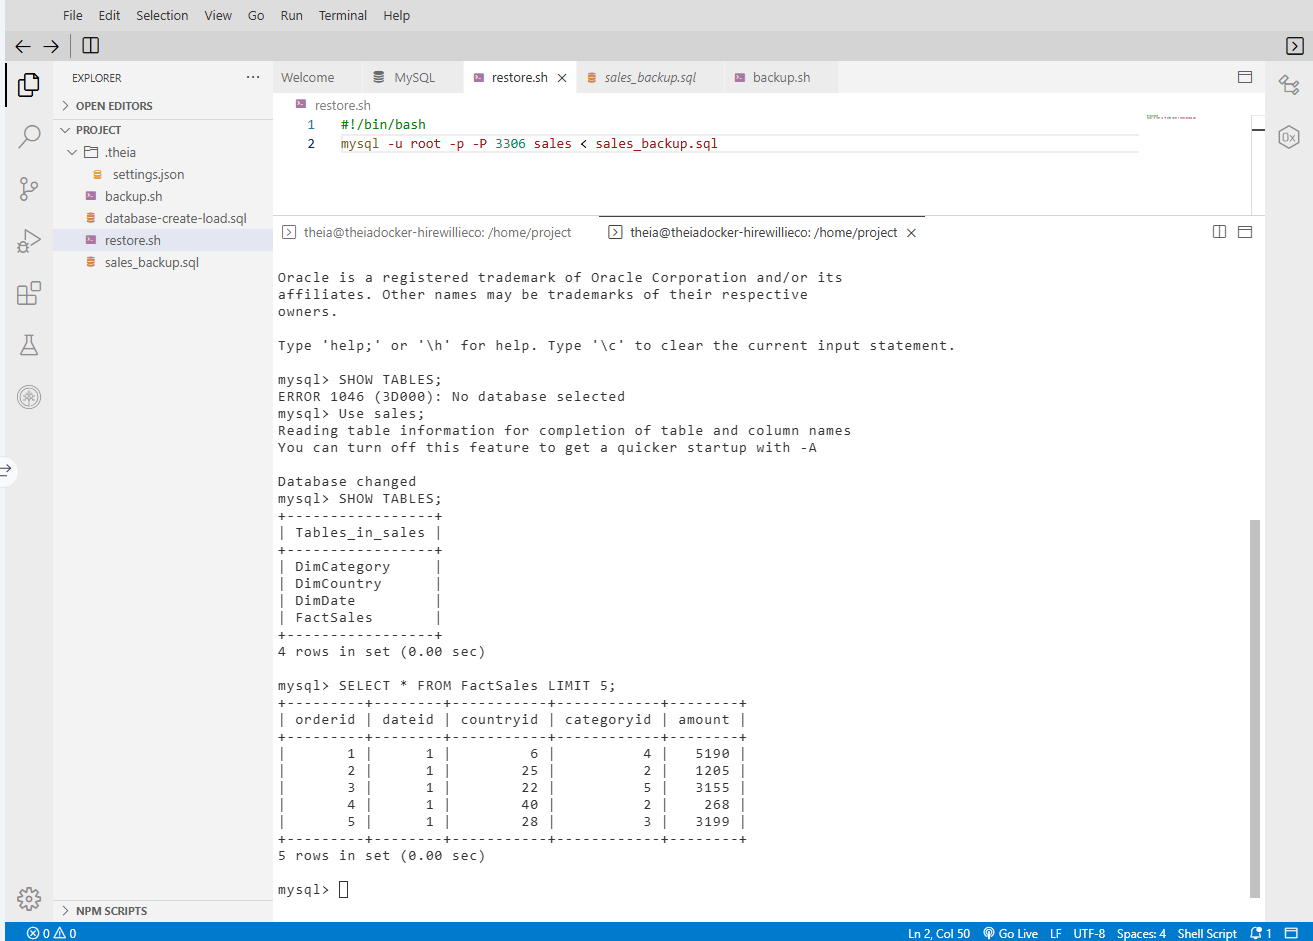 File Edit Selection View Go Run Terminal Help
EXPLORER
OPEN EDITORS
PROJECT
.theia
settings.json
backup.sh
database-create-load.sql
restore.sh
sales_backup.sql
NPM SCRIPTS
Welcome MySQL restore.sh sales_backup.sql backup.sh
restore.sh
1 #!/bin/bash
2 mysql -u root -p -P 3306 sales < sales_backup.sql
theia@theiadocker-hirewillieco: /home/project theia@theiadocker-hirewillieco: /home/project
Oracle is a registered trademark of Oracle Corporation and/or its
affiliates. Other names may be trademarks of their respective
owners.
Type 'help;' or '\h' for help. Type '\c' to clear the current input statement.
mysql> SHOW TABLES;
ERROR 1046 (3D000): No database selected
mysql> Use sales;
Reading table information for completion of table and column names
You can turn off this feature to get a quicker startup with -A
Database changed
mysql> SHOW TABLES;
+-----------------+
| Tables_in_sales |
+-----------------+
| DimCategory     |
| DimCountry      |
| DimDate         |
| FactSales       |
+-----------------+
4 rows in set (0.00 sec)
mysql> SELECT * FROM FactSales LIMIT 5;
+---------+--------+-----------+------------+--------+
| orderid | dateid | countryid | categoryid | amount |
+---------+--------+-----------+------------+--------+
|       1 |      1 |         6 |          4 |   5190 |
|       2 |      1 |        25 |          2 |   1205 |
|       3 |      1 |        22 |          5 |   3155 |
|       4 |      1 |        40 |          2 |    268 |
|       5 |      1 |        28 |          3 |   3199 |
+---------+--------+-----------+------------+--------+
5 rows in set (0.00 sec)
mysql>
0x
0 0 Ln 2, Col 50 Go Live LF UTF-8 Spaces: 4 Shell Script 1